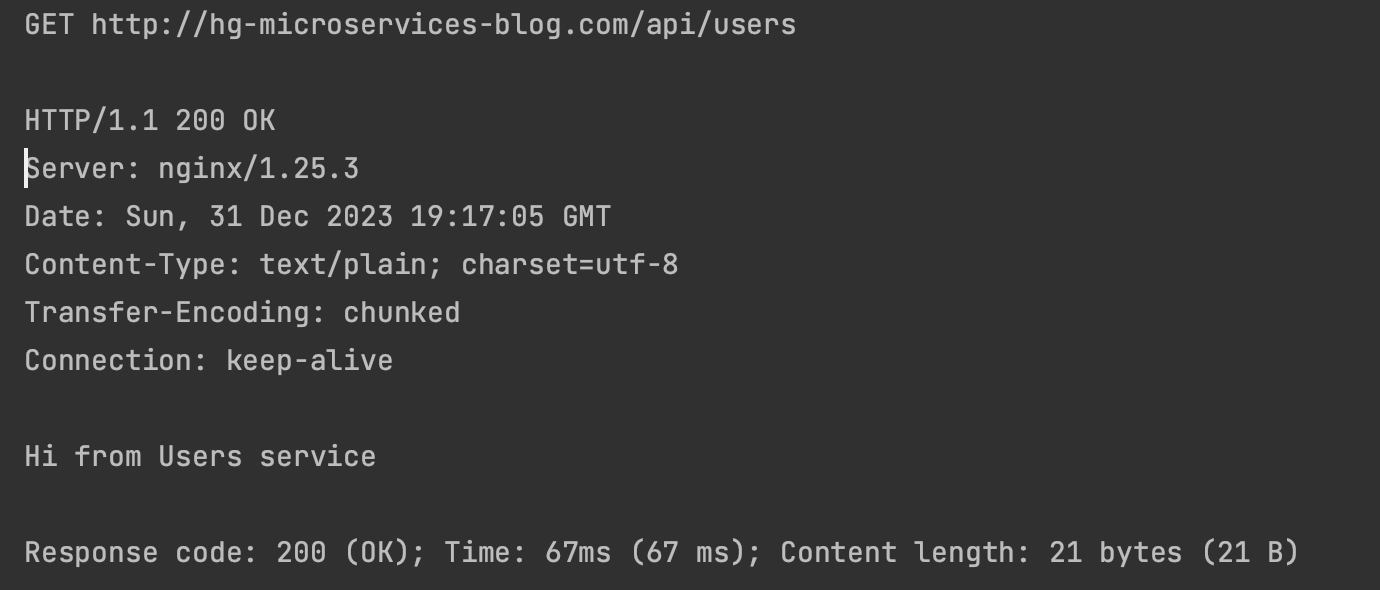 GET http://hg-microservices-blog.com/api/users
HTTP/1.1 200 OK
Server: nginx/1.25.3
Date: Sun, 31 Dec 2023 19:17:05 GMT
Content-Type: text/plain; charset=utf-8
Transfer-Encoding: chunked
Connection: keep-alive
Hi from Users service
Response code: 200 (OK); Time: 67ms (67 ms); Content length: 21 bytes (21 B)